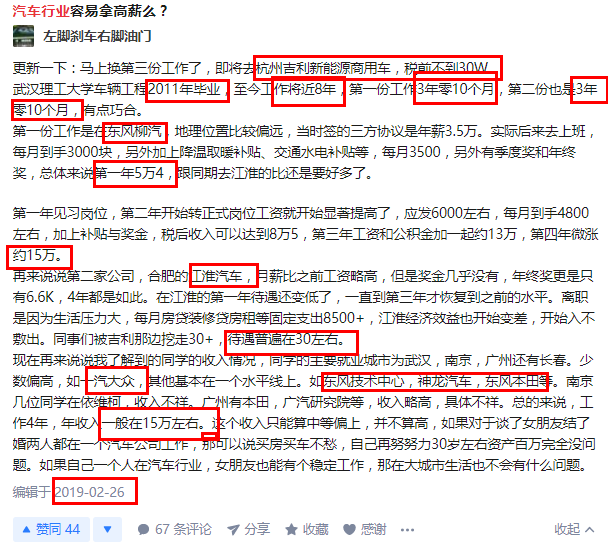 汽车行业容易拿高薪么？
左脚刹车右脚油门
更新一下：马上换第三份工作了，即将去杭州吉利新能源商用车，税前不到30W
武汉理工大学车辆工程2011年毕业，至今工作将近8年，第一份工作3年零10个月，第二份也是3年
零10个月，有点巧合。
第一份工作是在东风柳汽，地理位置比较偏远，当时签的三方协议是年薪3.5万。实际后来去上班，
每月到手3000块，另外加上降温取暖补贴、交通水电补贴等，每月3500，另外有季度奖和年终
奖，总体来说第一年5万4，跟同期去江淮的比还是要好多了。
第一年见习岗位，第二年开始转正式岗位工资就开始显著提高了，应发6000左右，每月到手4800
左右，加上补贴与奖金，税后收入可以达到8万5，第三年工资和公积金加一起约13万，第四年微涨
约15万。
再来说说第二家公司，合肥的江淮汽车，月薪比之前工资略高，但是奖金几乎没有，年终奖更是只
有6.6K，4年都是如此。在江淮的第一年待遇还变低了，一直到第三年才恢复到之前的水平。离职
是因为生活压力大，每月房贷装修贷房租等固定支出8500+，江淮经济效益也开始变差，开始入不
敷出。同事们被吉利那边挖走30+，待遇普遍在30左右。
现在再来说说我了解到的同学的收入情况，同学的主要就业城市为武汉，南京，广州还有长春。少
数偏高，如一汽大众，其他基本在一个水平线上。如东风技术中心，神龙汽车，东风本田等。南京
几位同学在依维柯，收入不祥。广州有本田，广汽研究院等，收入略高，具体不祥。总的来说，工
作4年，年收入一般在15万左右。这个收入只能算中等偏上，并不算高，如果对于谈了女朋友结了
婚两人都在一个汽车公司工作，那可以说买房买车不愁，自己再努努力30岁左右资产百万完全没问
题。如果自己一个人在汽车行业，女朋友也能有个稳定工作，那在大城市生活也不会有什么问题。
编辑于 2019-02-26
赞同 44 67 条评论 分享 收藏 感谢 收起